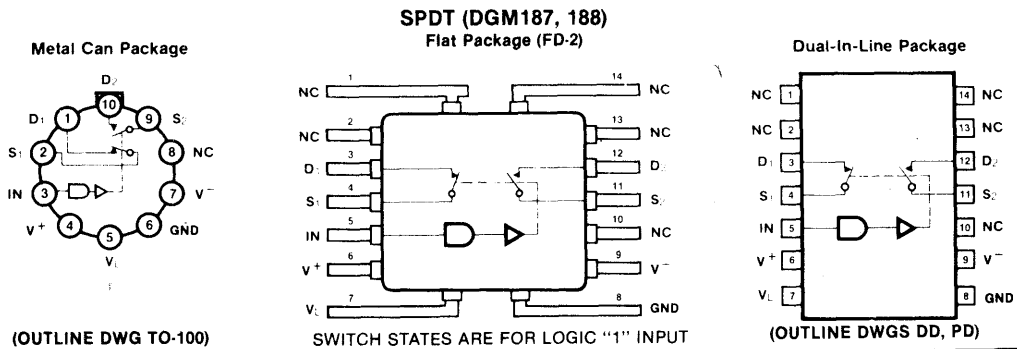 SPDT (DGM187, 188)
Metal Can Package
D2
10
D1 1
9 S2
S1 2
8 NC
IN 3
7 V−
V+ 4
5
6 GND
VL
(OUTLINE DWG TO-100)
Flat Package (FD-2)
1 14
NC NC
2 13
NC NC
3 12
D1 D2
4 11
S1 S2
5 10
IN NC
6 9
V+ V−
7 8
VL GND
SWITCH STATES ARE FOR LOGIC "1" INPUT
Dual-In-Line Package
NC 1 14 NC
NC 2 13 NC
D1 3 12 D2
S1 4 11 S2
IN 5 10 NC
V+ 6 9 V−
VL 7 8 GND
(OUTLINE DWGS DD, PD)